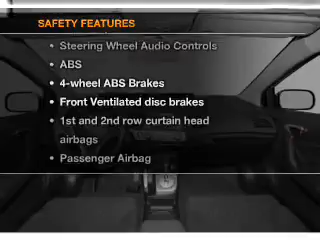 SAFETY FEATURES
• Steering Wheel Audio Controls
• ABS
• 4-wheel ABS Brakes
• Front Ventilated disc brakes
• 1st and 2nd row curtain head
airbags
• Passenger Airbag